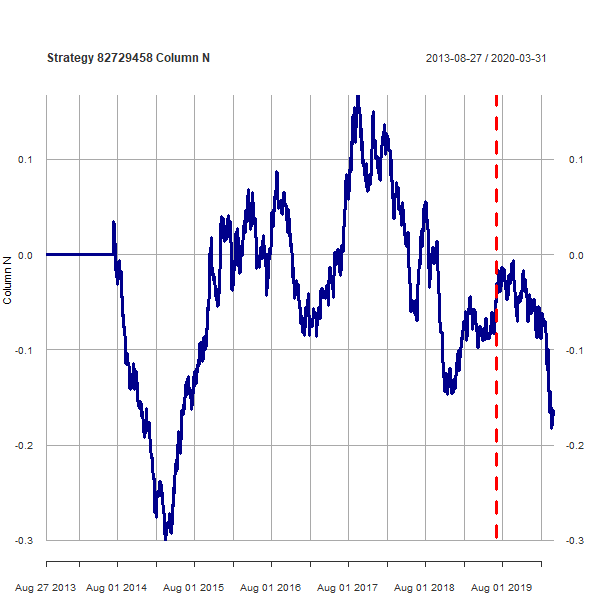 Strategy 82729458 Column N
2013-08-27 / 2020-03-31
0.1
0.1
0.0
0.0
Column N
-0.1
-0.1
-0.2
-0.2
-0.3
-0.3
Aug 27 2013
Aug 01 2014
Aug 01 2015
Aug 01 2016
Aug 01 2017
Aug 01 2018
Aug 01 2019